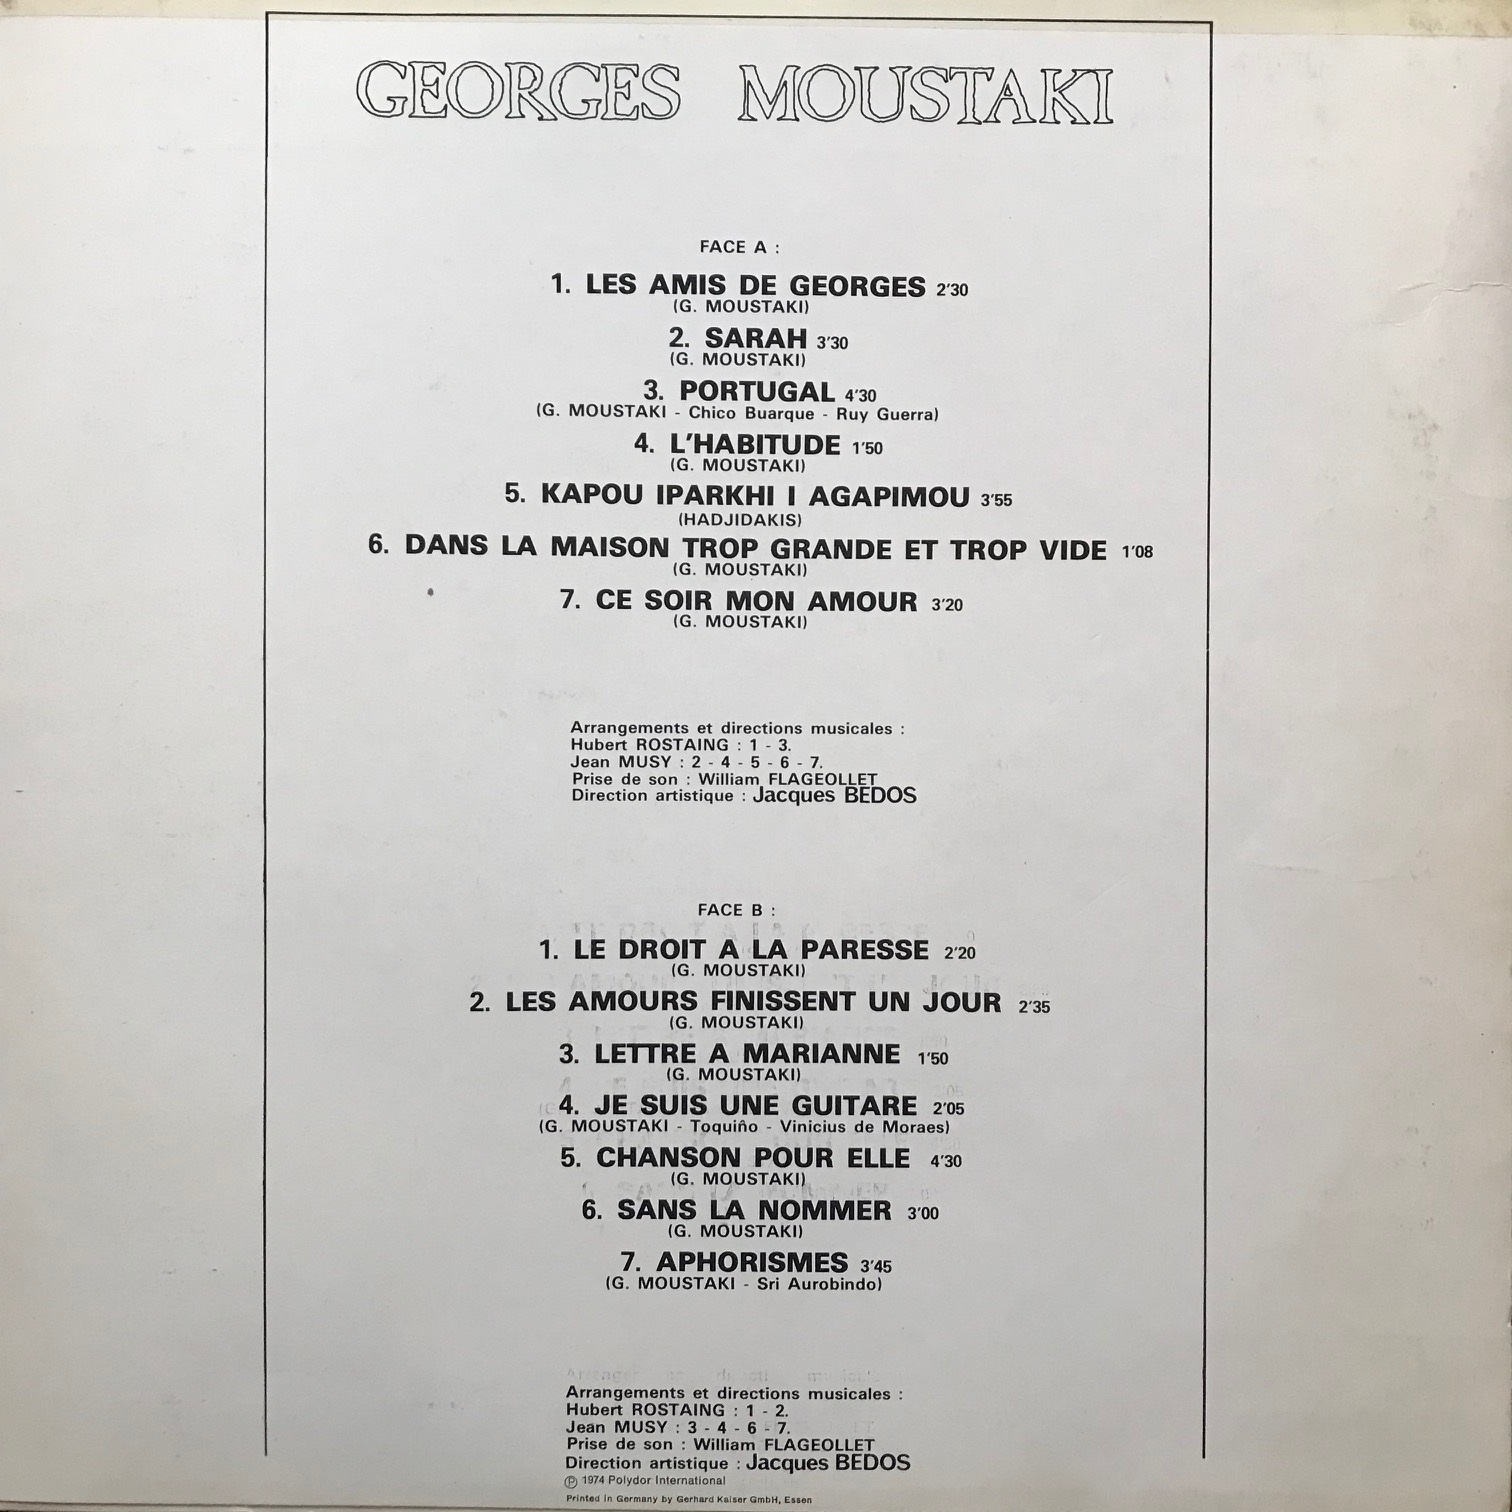 GEORGES MOUSTAKI
FACE A :
1. LES AMIS DE GEORGES 2'30
(G. MOUSTAKI)
2. SARAH 3'30
(G. MOUSTAKI)
3. PORTUGAL 4'30
(G. MOUSTAKI - Chico Buarque - Ruy Guerra)
4. L'HABITUDE 1'50
(G. MOUSTAKI)
5. KAPOU IPARKHI I AGAPIMOU 3'55
(HADJIDAKIS)
6. DANS LA MAISON TROP GRANDE ET TROP VIDE 1'08
(G. MOUSTAKI)
7. CE SOIR MON AMOUR 3'20
(G. MOUSTAKI)
Arrangements et directions musicales :
Hubert ROSTAING : 1 - 3.
Jean MUSY : 2 - 4 - 5 - 6 - 7.
Prise de son : William FLAGEOLLET
Direction artistique : Jacques BEDOS
FACE B :
1. LE DROIT A LA PARESSE 2'20
(G. MOUSTAKI)
2. LES AMOURS FINISSENT UN JOUR 2'35
(G. MOUSTAKI)
3. LETTRE A MARIANNE 1'50
(G. MOUSTAKI)
4. JE SUIS UNE GUITARE 2'05
(G. MOUSTAKI - Toquiño - Vinicius de Moraes)
5. CHANSON POUR ELLE 4'30
(G. MOUSTAKI)
6. SANS LA NOMMER 3'00
(G. MOUSTAKI)
7. APHORISMES 3'45
(G. MOUSTAKI - Sri Aurobindo)
Arrangements et directions musicales :
Hubert ROSTAING : 1 - 2.
Jean MUSY : 3 - 4 - 6 - 7.
Prise de son : William FLAGEOLLET
Direction artistique : Jacques BEDOS
℗ 1974 Polydor International
Printed in Germany by Gerhard Kaiser GmbH, Essen